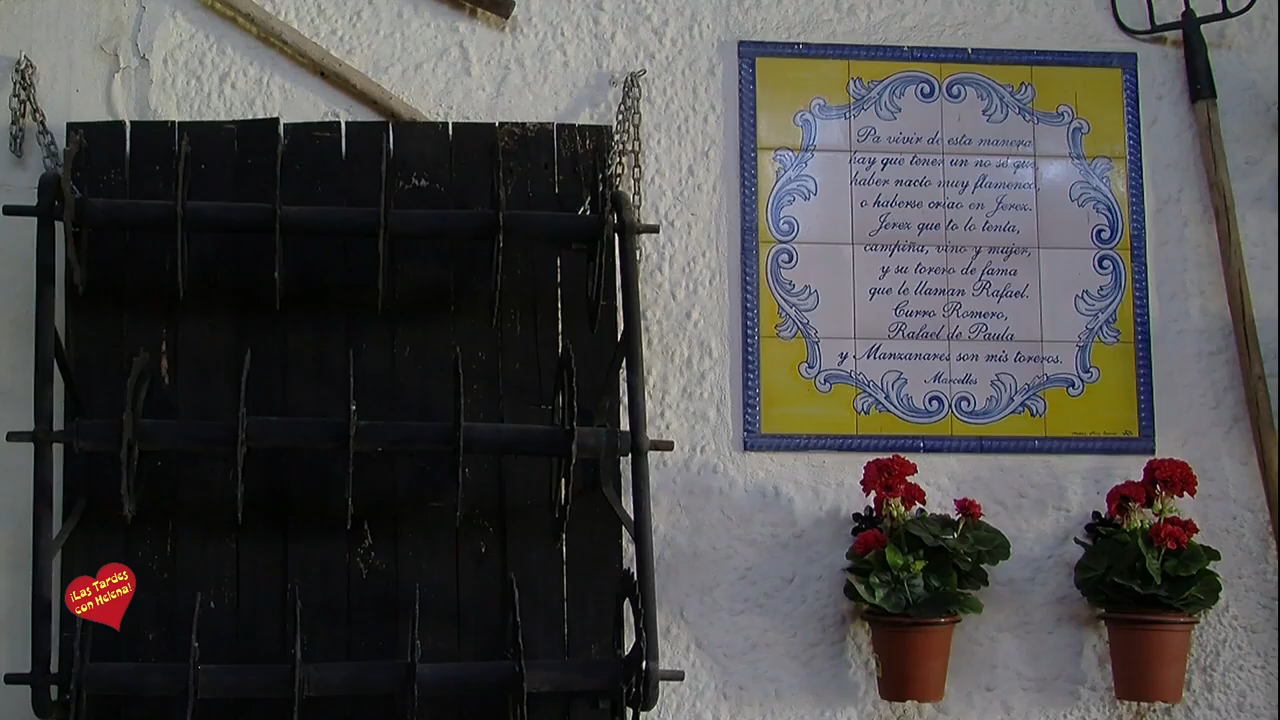 Pa vivir de esta manera
hay que tener un no sé que,
haber nacío muy flamenco,
o haberse criao en Jerez.
Jerez que to lo tenta,
campiña, vino y mujer,
y su torero de fama
que le llaman Rafael.
Curro Romero,
Rafael de Paula
y Manzanares son mis toreros.
Marcelles
¡Las Tardes
con Helena!